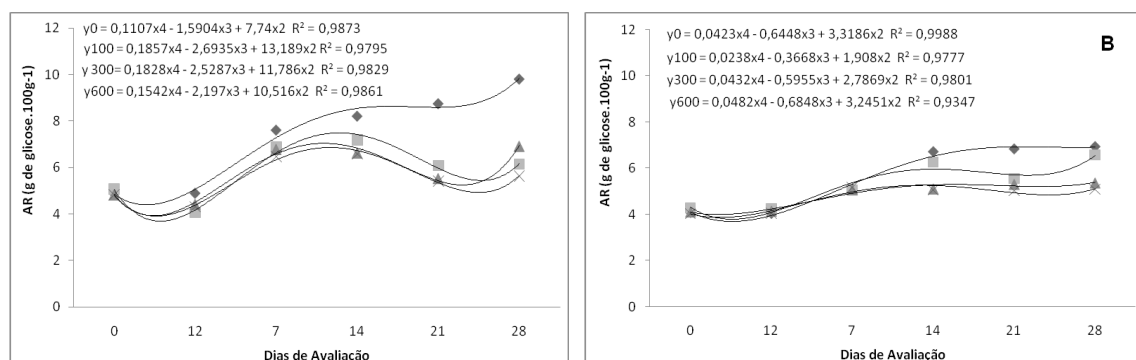 y0 = 0,1107x4 - 1,5904x3 + 7,74x2 R² = 0,9873
y100 = 0,1857x4 - 2,6935x3 + 13,189x2 R² = 0,9795
y 300= 0,1828x4 - 2,5287x3 + 11,786x2 R² = 0,9829
y600 = 0,1542x4 - 2,197x3 + 10,516x2 R² = 0,9861
12
10
8
6
4
2
0
AR (g de glicose.100g-1)
0 12 7 14 21 28
Dias de Avaliação
B
y0 = 0,0423x4 - 0,6448x3 + 3,3186x2 R² = 0,9988
y100 = 0,0238x4 - 0,3668x3 + 1,908x2 R² = 0,9777
y300 = 0,0432x4 - 0,5955x3 + 2,7869x2 R² = 0,9801
y600 = 0,0482x4 - 0,6848x3 + 3,2451x2 R² = 0,9347
12
10
8
6
4
2
0
AR (g de glicose.100g-1)
0 12 7 14 21 28
Dias de Avaliação